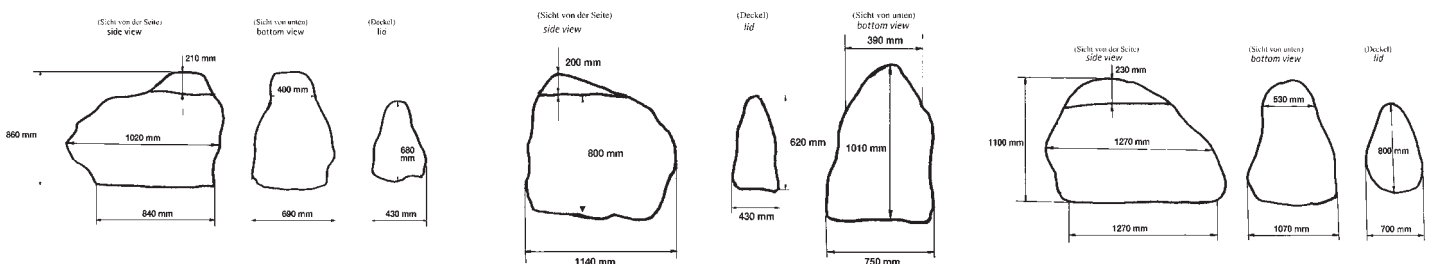 (Sicht von der Seite)
side view
(Sicht von unten)
bottom view
(Deckel)
lid
210 mm
400 mm
860 mm
1020 mm
680
mm
840 mm
690 mm
430 mm
(Sicht von der Seite)
side view
(Deckel)
lid
(Sicht von unten)
bottom view
390 mm
200 mm
800 mm
620 mm
1010 mm
430 mm
1140 mm
750 mm
(Sicht von der Seite)
side view
(Sicht von unten)
bottom view
(Deckel)
lid
230 mm
530 mm
1100 mm
1270 mm
800 mm
1270 mm
1070 mm
700 mm